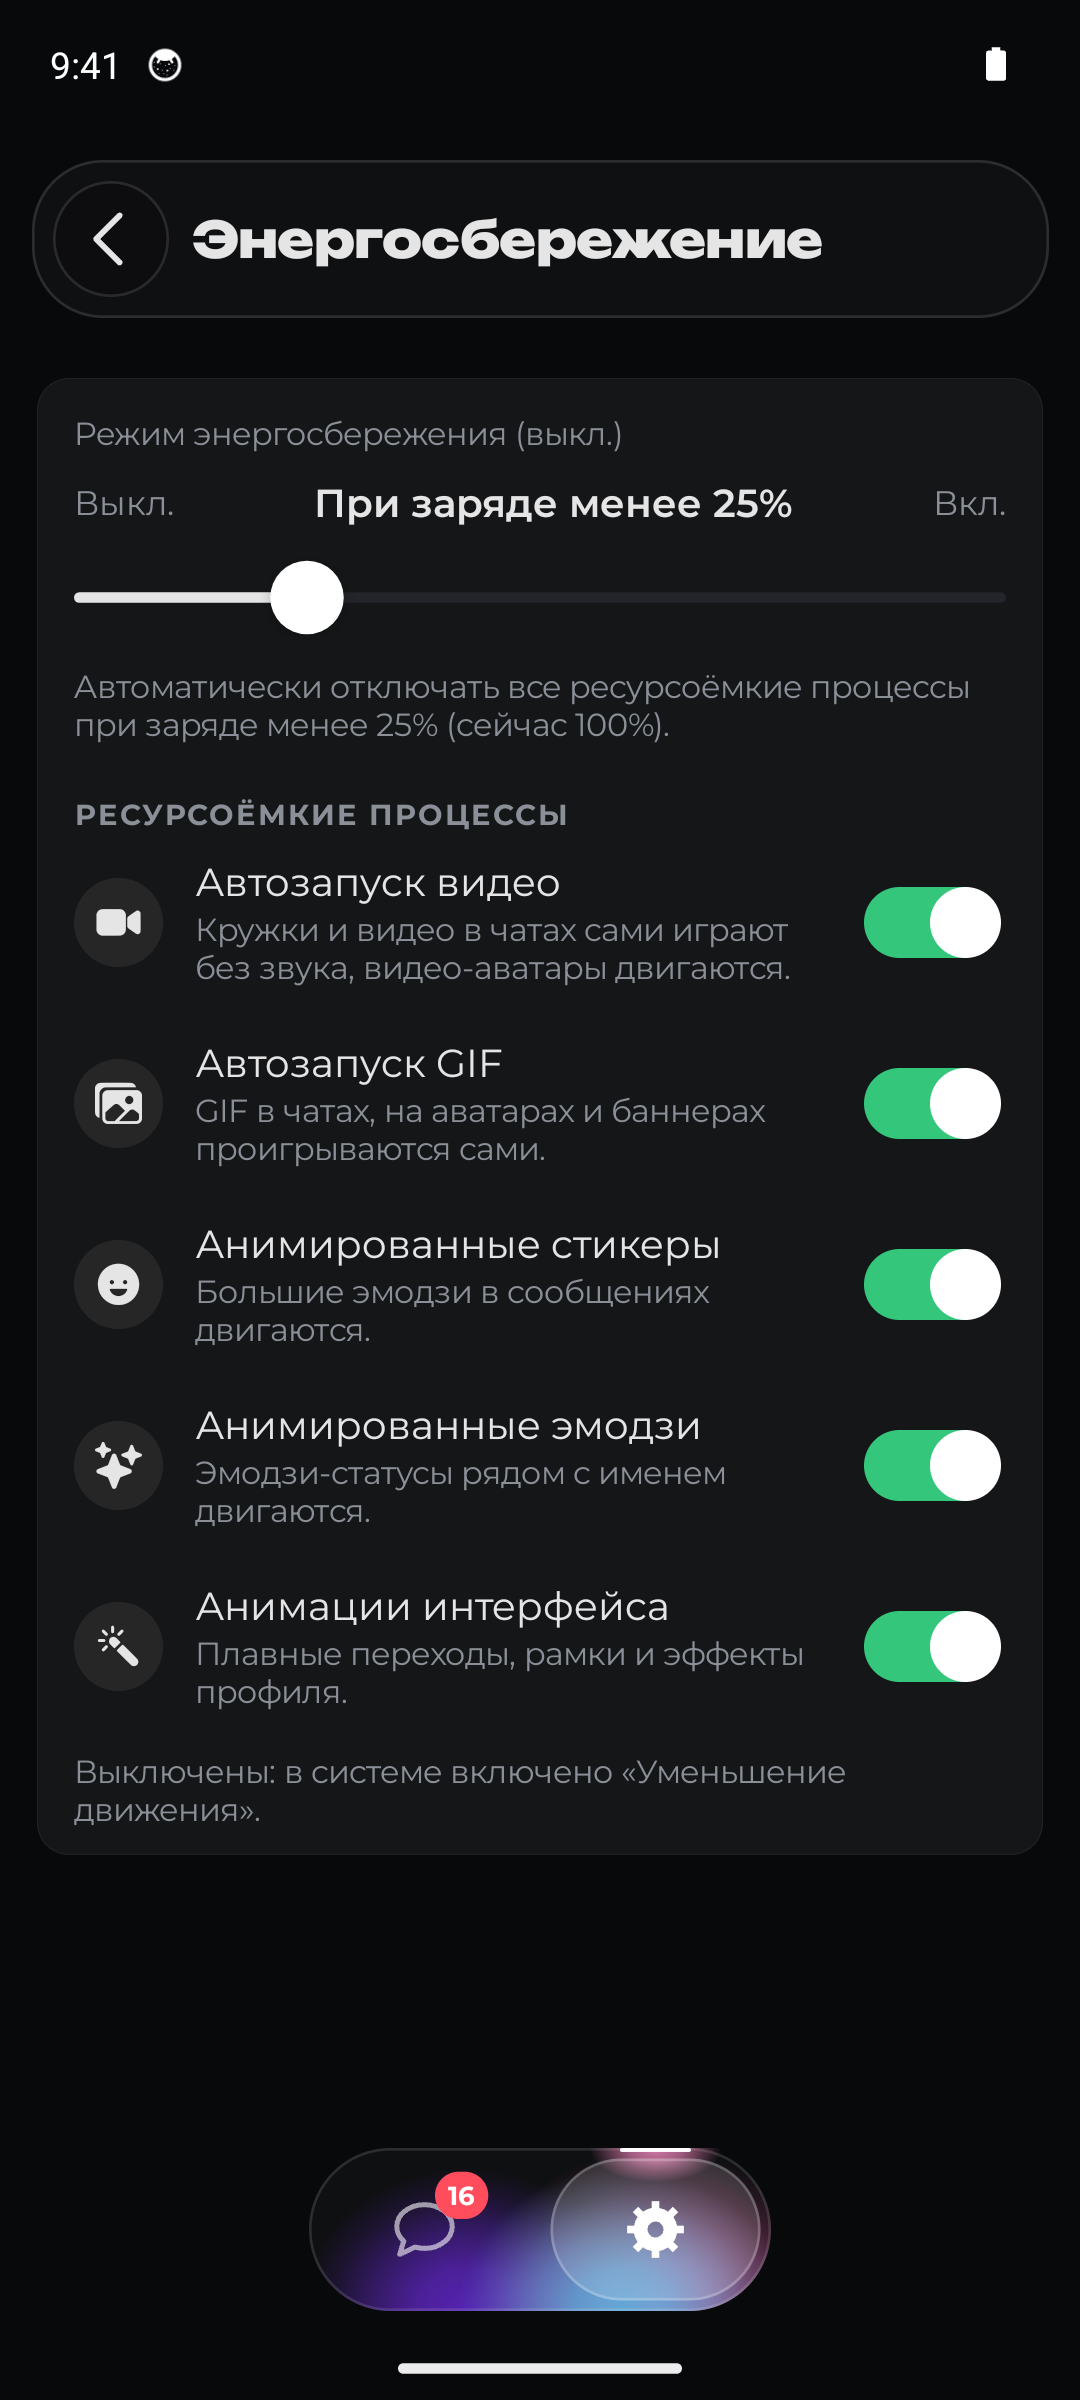 9:41
Энергосбережение
Режим энергосбережения (выкл.)
Выкл. При заряде менее 25% Вкл.
Автоматически отключать все ресурсоёмкие процессы
при заряде менее 25% (сейчас 100%).
РЕСУРСОЁМКИЕ ПРОЦЕССЫ
Автозапуск видео
Кружки и видео в чатах сами играют
без звука, видео-аватары двигаются.
Автозапуск GIF
GIF в чатах, на аватарах и баннерах
проигрываются сами.
Анимированные стикеры
Большие эмодзи в сообщениях
двигаются.
Анимированные эмодзи
Эмодзи-статусы рядом с именем
двигаются.
Анимации интерфейса
Плавные переходы, рамки и эффекты
профиля.
Выключены: в системе включено «Уменьшение
движения».
16